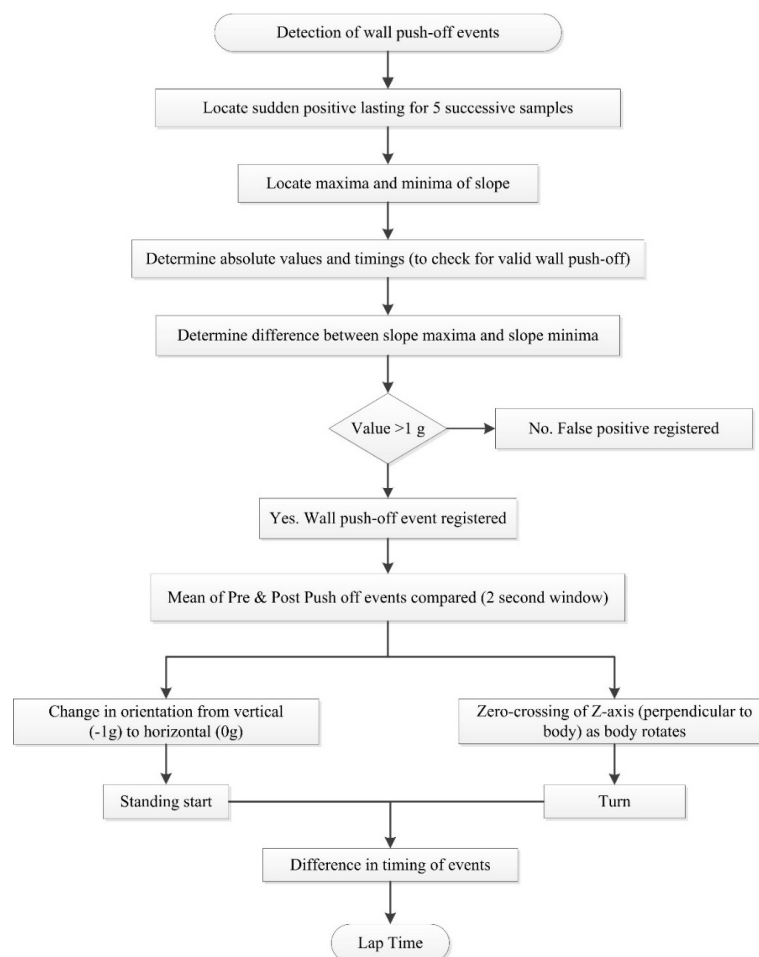 Detection of wall push-off events
Locate sudden positive lasting for 5 successive samples
Locate maxima and minima of slope
Determine absolute values and timings (to check for valid wall push-off)
Determine difference between slope maxima and slope minima
Value >1 g
No. False positive registered
Yes. Wall push-off event registered
Mean of Pre & Post Push off events compared (2 second window)
Change in orientation from vertical
(-1g) to horizontal (0g)
Zero-crossing of Z-axis (perpendicular to
body) as body rotates
Standing start
Turn
Difference in timing of events
Lap Time